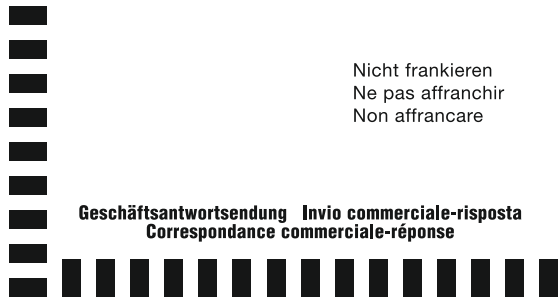 Nicht frankieren
Ne pas affranchir
Non affrancare
Geschäftsantwortsendung Invio commerciale-risposta
Correspondance commerciale-réponse